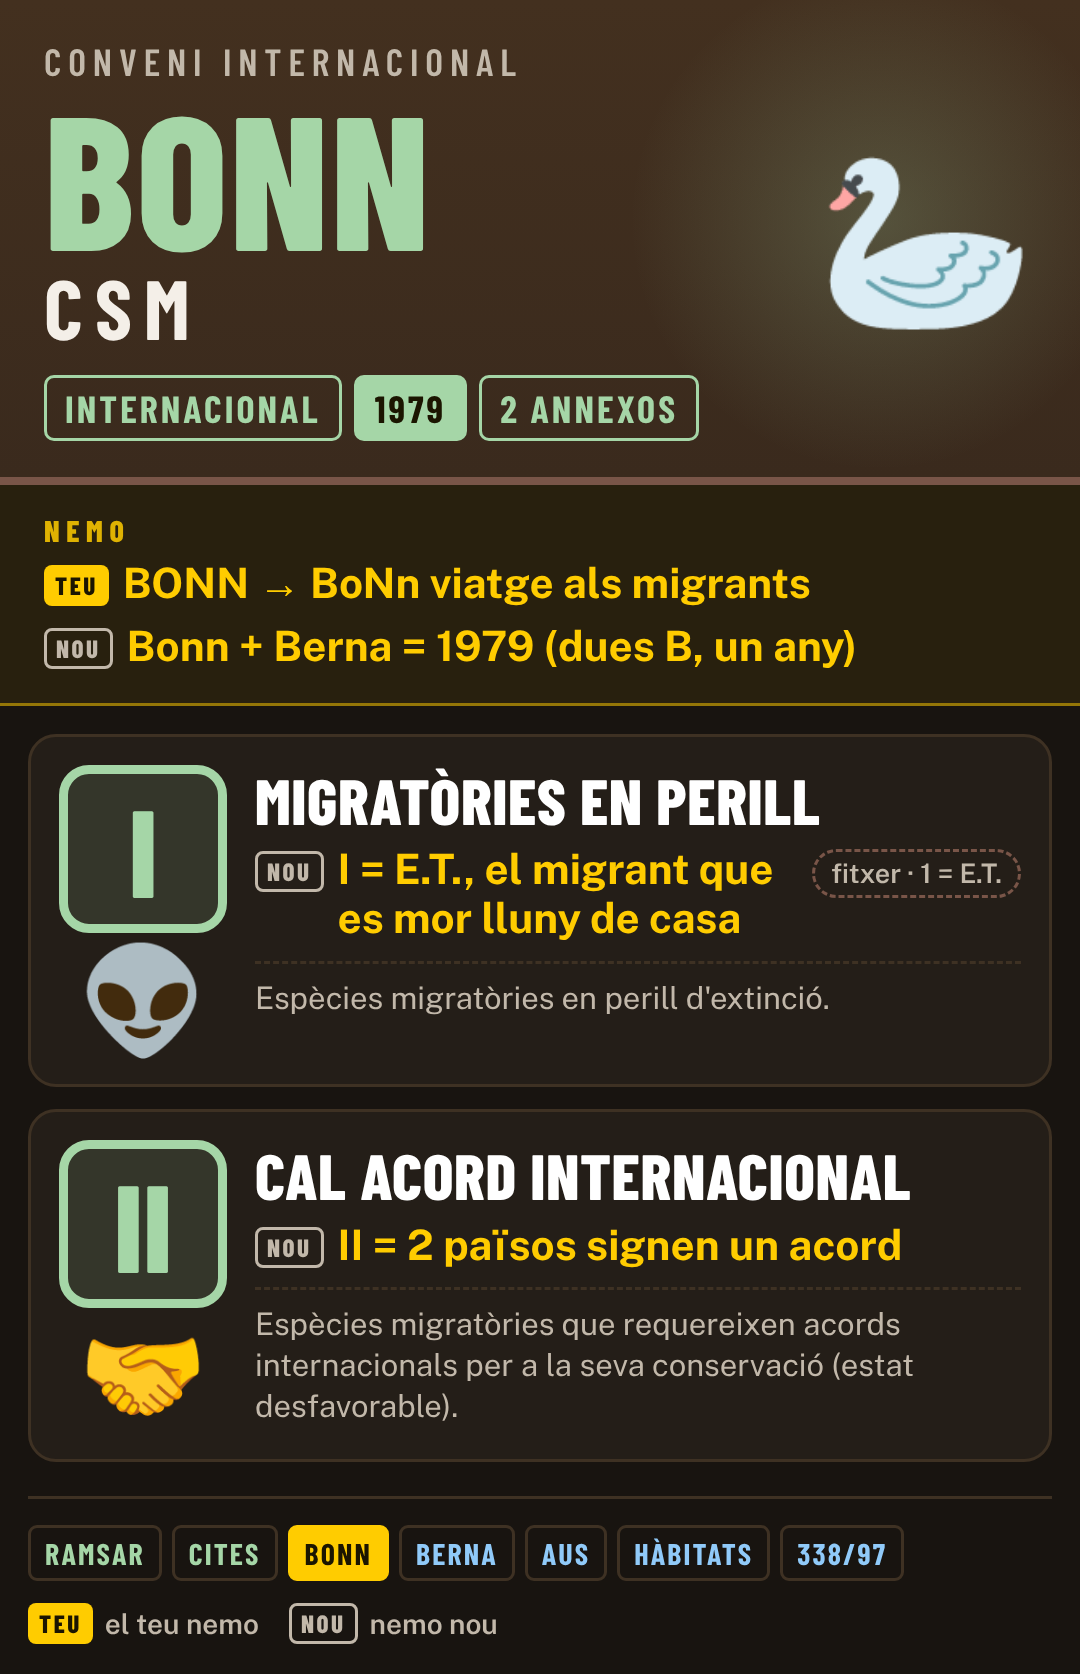 CONVENI INTERNACIONAL
BONN
CSM
INTERNACIONAL 1979 2 ANNEXOS
NEMO
TEU BONN → BoNn viatge als migrants
NOU Bonn + Berna = 1979 (dues B, un any)
I
MIGRATÒRIES EN PERILL
NOU I = E.T., el migrant que
es mor lluny de casa
fitxer · 1 = E.T.
Espècies migratòries en perill d'extinció.
II
CAL ACORD INTERNACIONAL
NOU II = 2 països signen un acord
Espècies migratòries que requereixen acords
internacionals per a la seva conservació (estat
desfavorable).
RAMSAR CITES BONN BERNA AUS HÀBITATS 338/97
TEU el teu nemo NOU nemo nou